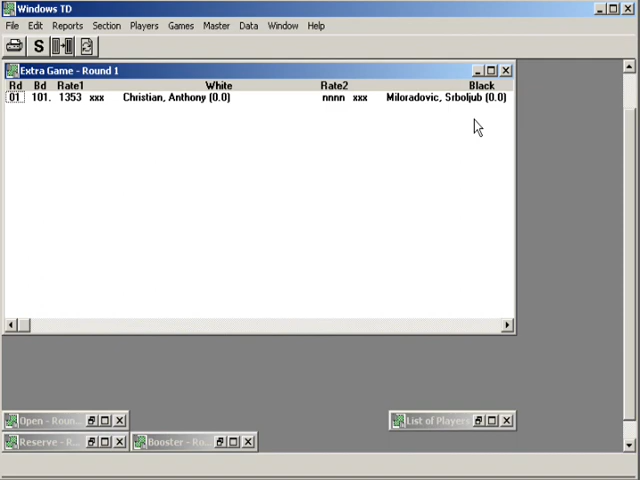 Windows TD
File Edit Reports Section Players Games Master Data Window Help
S
Extra Game - Round 1
Rd Bd Rate1 White Rate2 Black
01 101. 1353 xxx Christian, Anthony (0.0) nnnn xxx Miloradovic, Srboljub (0.0)
Open - Roun...
List of Players
Reserve - R...
Booster - Ro...